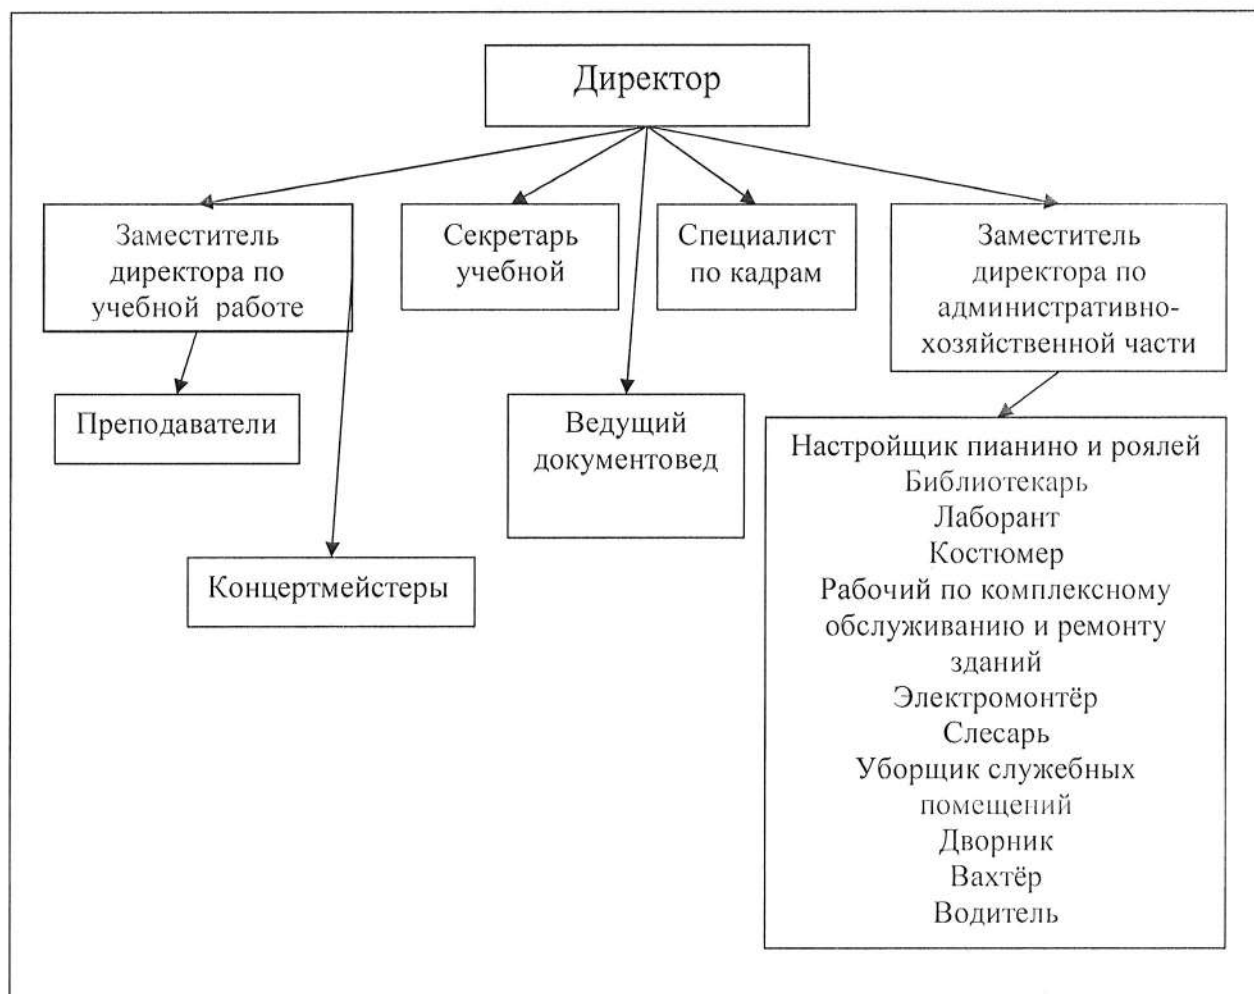 Директор
Заместитель
директора по
учебной работе
Секретарь
учебной
Специалист
по кадрам
Заместитель
директора по
административно-
хозяйственной части
Преподаватели
Ведущий
документовед
Концертмейстеры
Настройщик пианино и роялей
Библиотекарь
Лаборант
Костюмер
Рабочий по комплексному
обслуживанию и ремонту
зданий
Электромонтёр
Слесарь
Уборщик служебных
помещений
Дворник
Вахтёр
Водитель